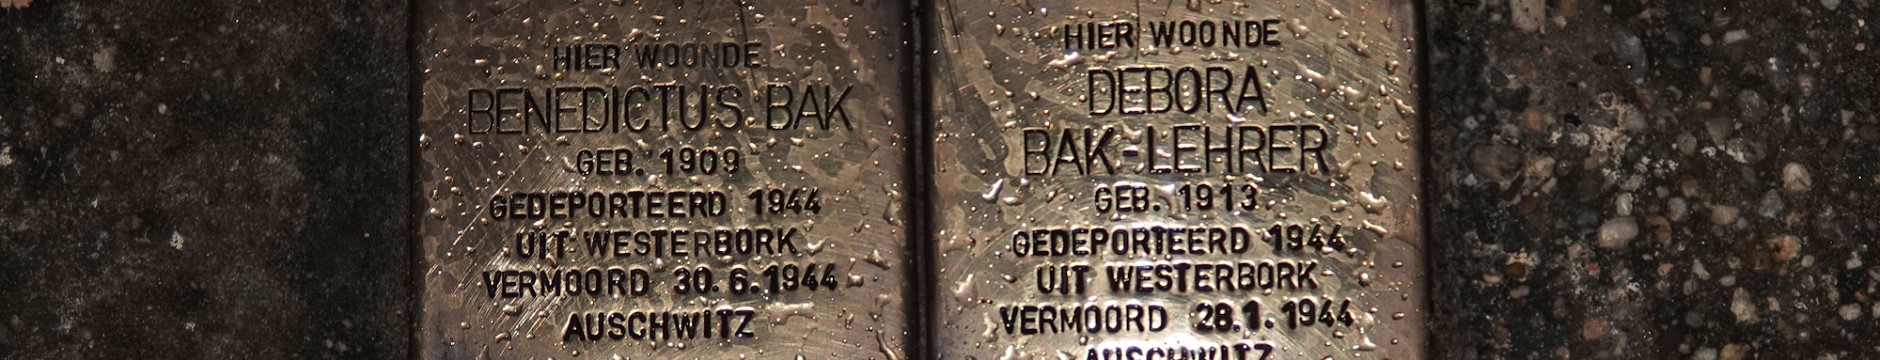 HIER WOONDE
BENEDICTUS BAK
GEB. 1909
GEDEPORTEERD 1944
UIT WESTERBORK
VERMOORD 30.6.1944
AUSCHWITZ
HIER WOONDE
DEBORA
BAK-LEHRER
GEB. 1913
GEDEPORTEERD 1944
UIT WESTERBORK
VERMOORD 28.1.1944
AUSCHWITZ